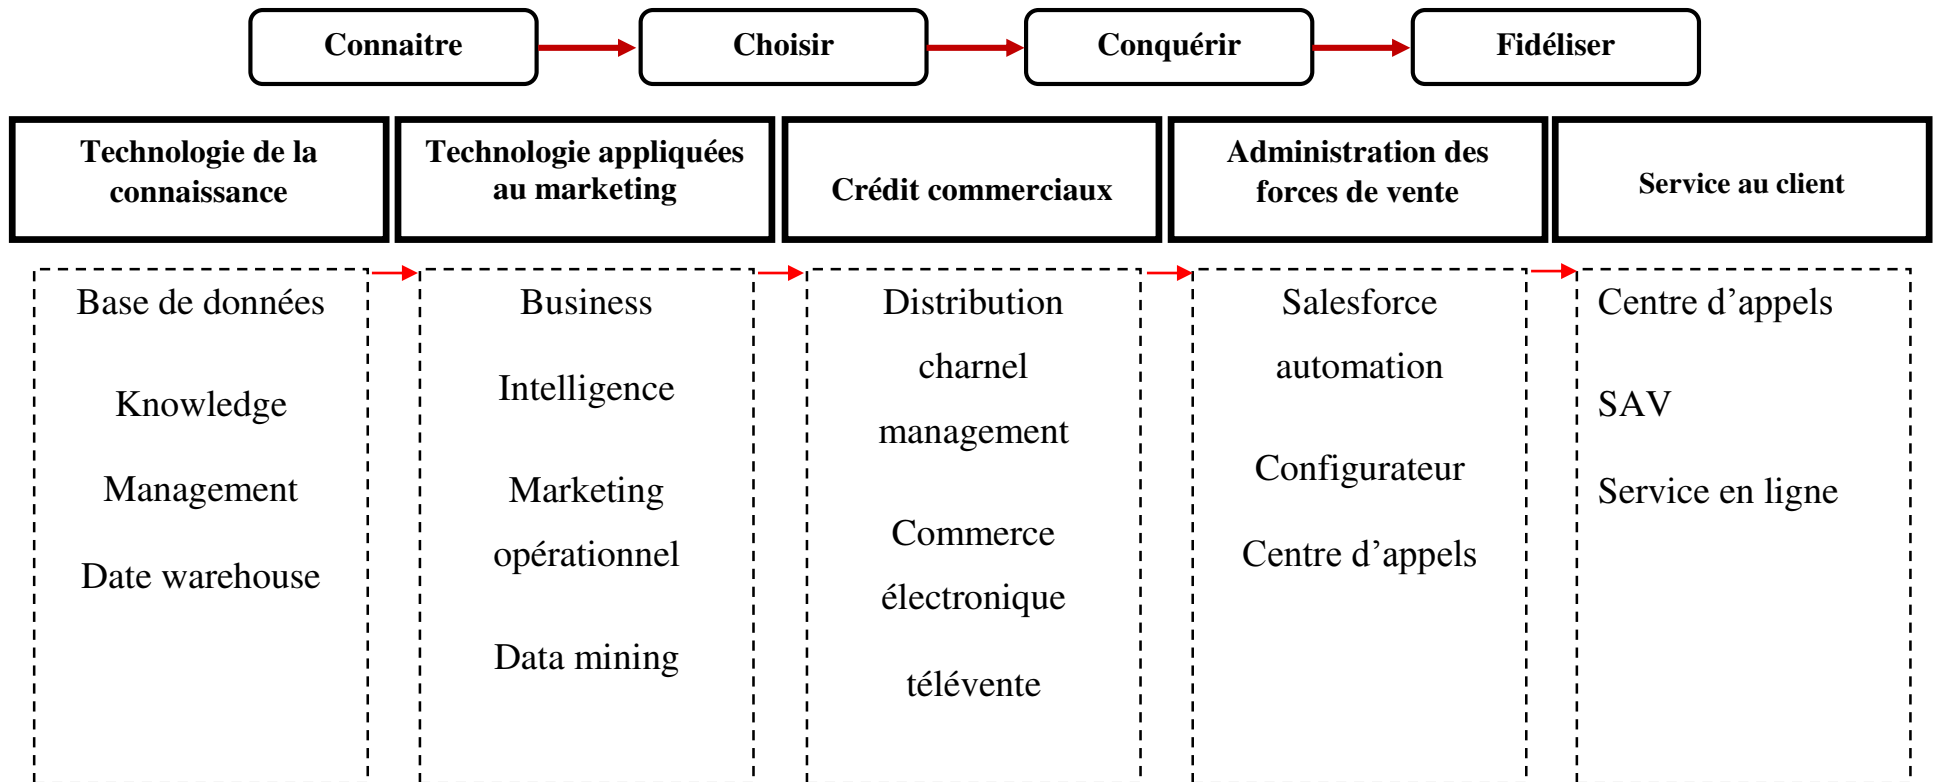 Connaitre
Choisir
Conquérir
Fidéliser
Technologie de la
connaissance
Technologie appliquées
au marketing
Crédit commerciaux
Administration des
forces de vente
Service au client
Base de données
Knowledge
Management
Date warehouse
Business
Intelligence
Marketing
opérationnel
Data mining
Distribution
charnel
management
Commerce
électronique
télévente
Salesforce
automation
Configurateur
Centre d’appels
Centre d’appels
SAV
Service en ligne